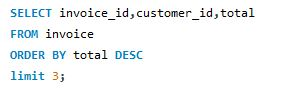 SELECT invoice_id,customer_id,total
FROM invoice
ORDER BY total DESC
limit 3;